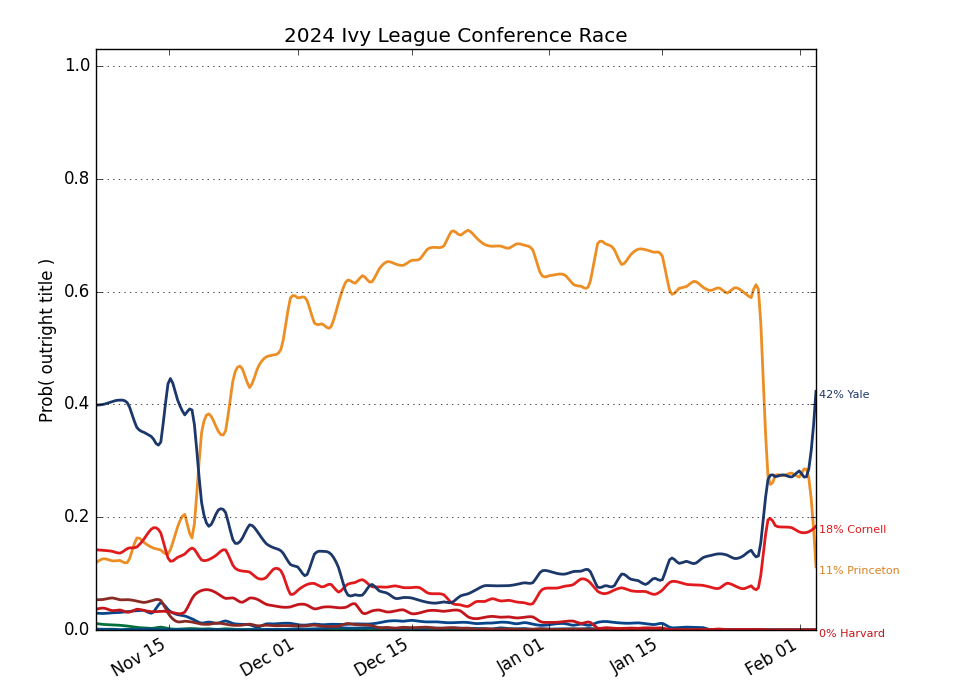 2024 Ivy League Conference Race
Prob( outright title )
1.0
0.8
0.6
0.4
0.2
0.0
42% Yale
18% Cornell
11% Princeton
0% Harvard
Nov 15
Dec 01
Dec 15
Jan 01
Jan 15
Feb 01